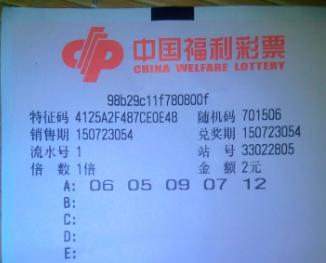 中国福利彩票
CHINA WELFARE LOTTERY
98b29c11f780800f
特征码 4125A2F487CE0E48 随机码 701506
销售期 150723054 兑奖期 150723054
流水号 1 站 号 33022805
倍 数 1倍 金 额 2元
A: 06 05 09 07 12
B:
C:
D:
E: